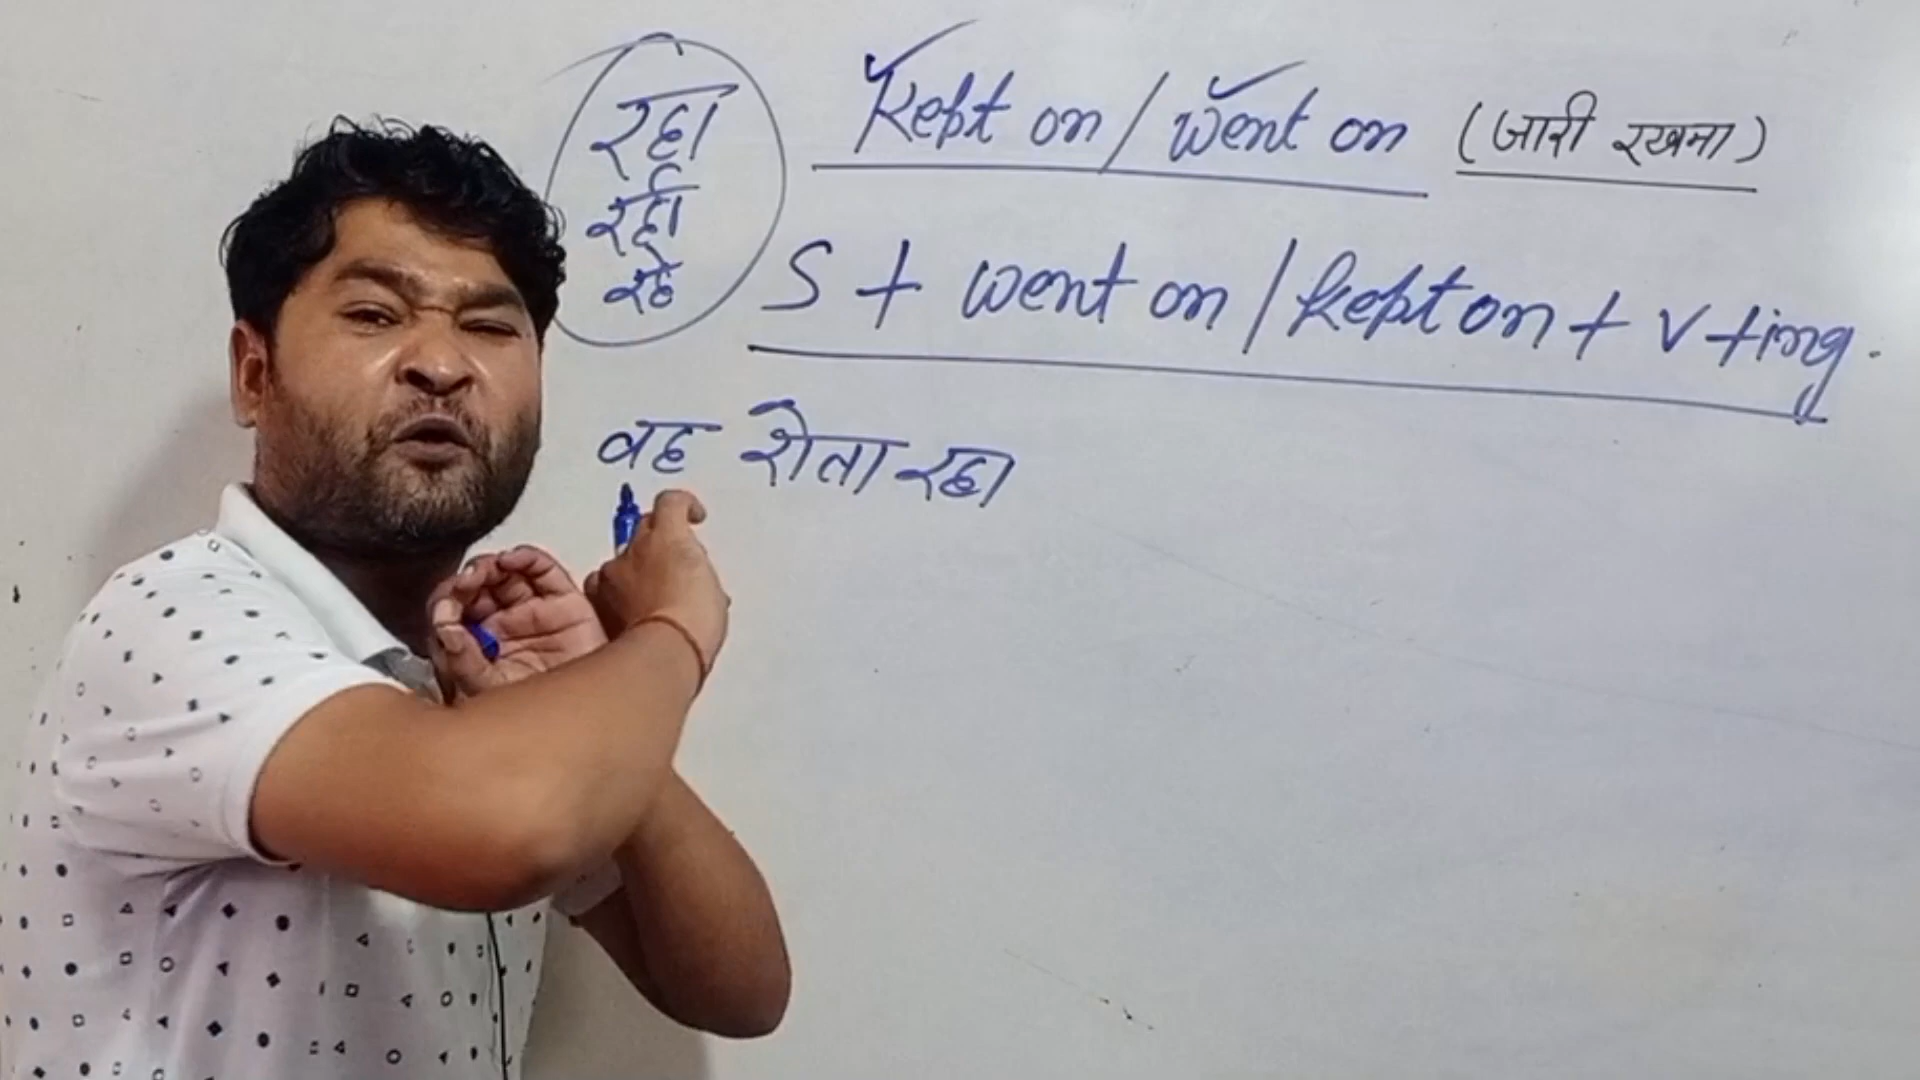 रहा
रही
रहे
Kept on / Went on (जारी रखना)
S + went on / kept on + v + ing.
वह रोता रहा